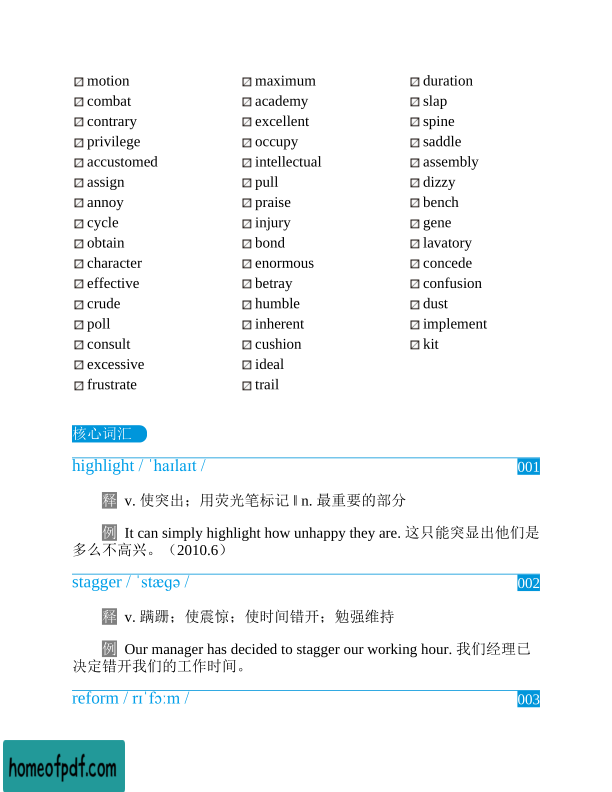 motion
combat
contrary
privilege
accustomed
assign
annoy
cycle
obtain
character
effective
crude
poll
consult
excessive
frustrate
maximum
academy
excellent
occupy
intellectual
pull
praise
injury
bond
enormous
betray
humble
inherent
cushion
ideal
trail
duration
slap
spine
saddle
assembly
dizzy
bench
gene
lavatory
concede
confusion
dust
implement
kit
核心词汇
highlight / ˈhaɪlaɪt / 001
释 v. 使突出；用荧光笔标记 ‖ n. 最重要的部分
例 It can simply highlight how unhappy they are. 这只能突显出他们是
多么不高兴。（2010.6）
stagger / ˈstæɡə / 002
释 v. 蹒跚；使震惊；使时间错开；勉强维持
例 Our manager has decided to stagger our working hour. 我们经理已
决定错开我们的工作时间。
reform / rɪˈfɔːm / 003
homeofpdf.com